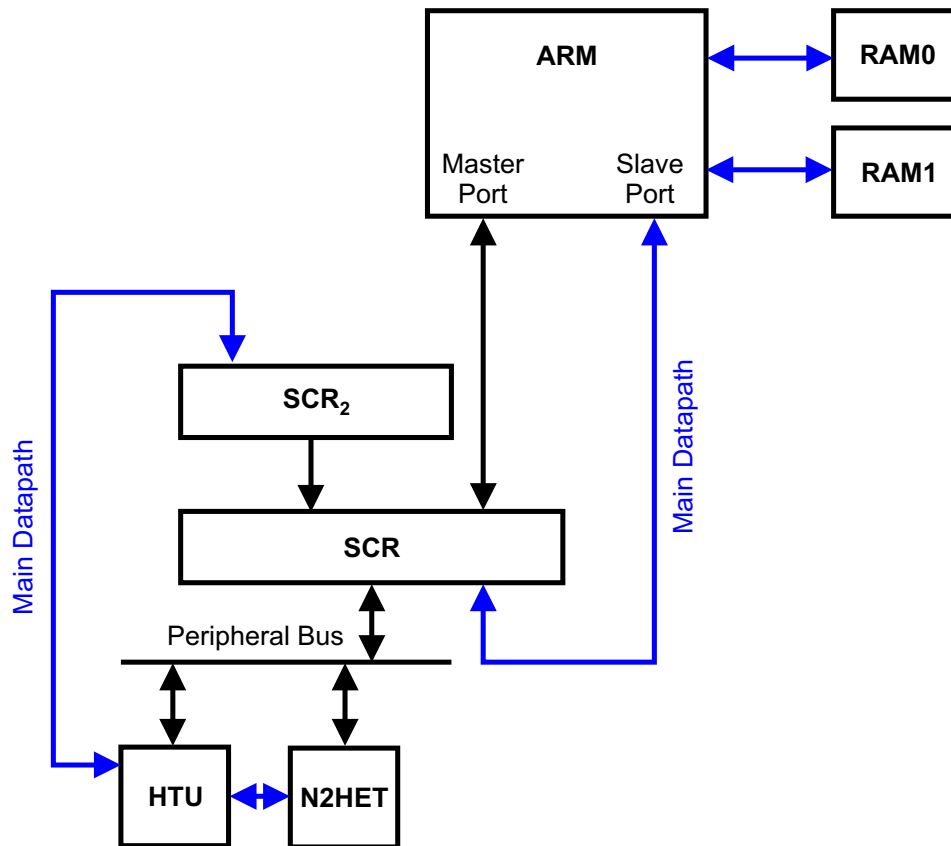 ARM
RAM0
Master
Port
Slave
Port
RAM1
SCR₂
Main Datapath
Main Datapath
SCR
Peripheral Bus
HTU
N2HET